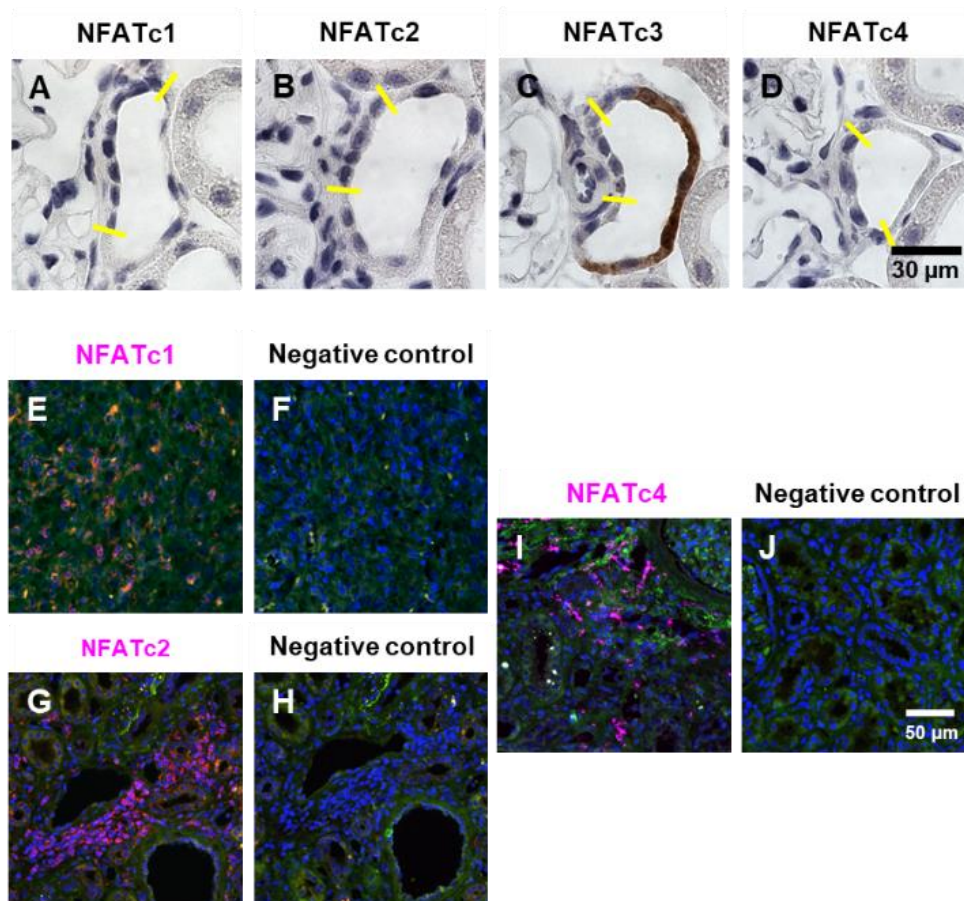 NFATc1 NFATc2 NFATc3 NFATc4
A B C D
30 µm
NFATc1 Negative control
E F
NFATc4 Negative control
I J
50 µm
NFATc2 Negative control
G H